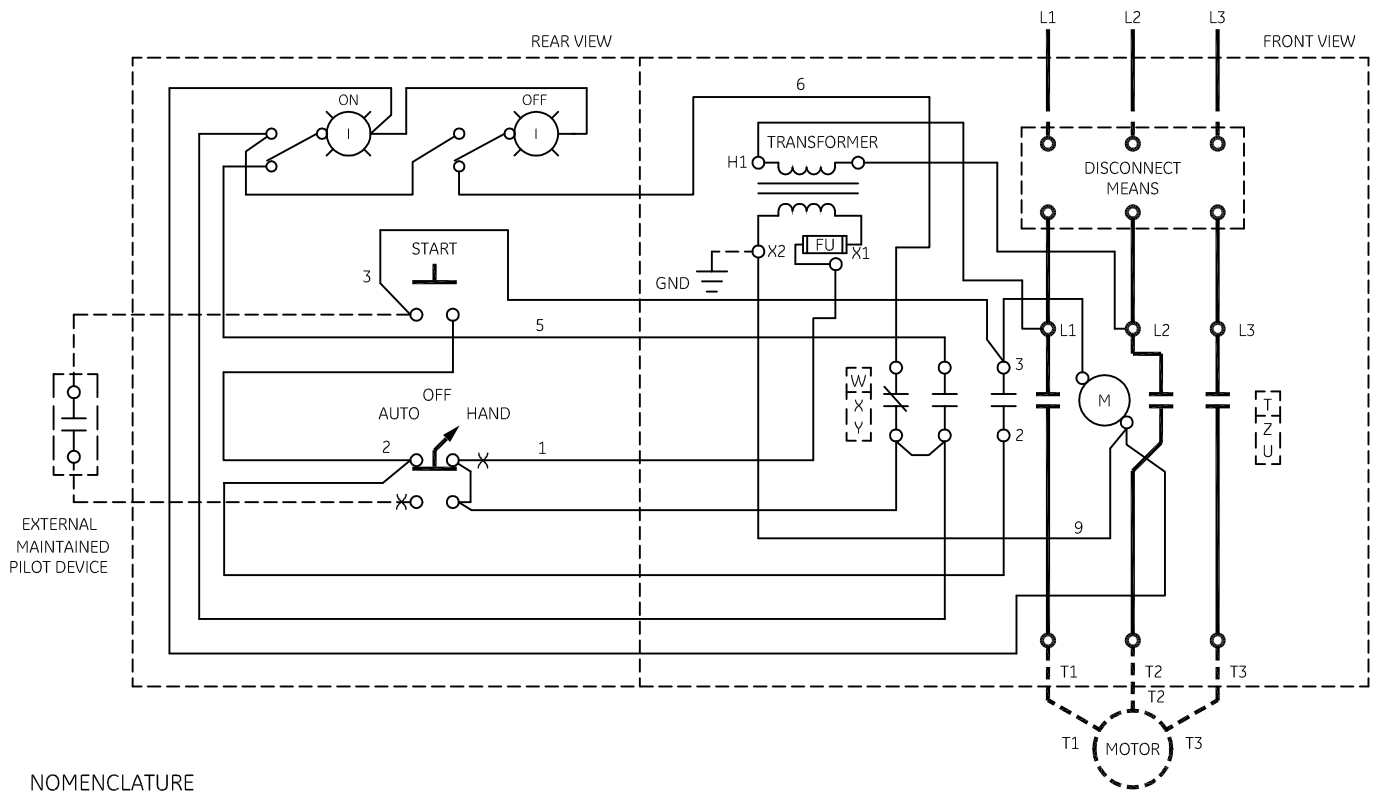 L1 L2 L3
REAR VIEW
FRONT VIEW
6
ON
OFF
I
I
TRANSFORMER
H1
DISCONNECT
MEANS
START
FU
X2
X1
3
GND
5
L1
L2
L3
3
W
X
Y
M
T
Z
U
OFF
AUTO
HAND
2
1
2
EXTERNAL
MAINTAINED
PILOT DEVICE
9
T1
T2
T3
T2
T1
MOTOR
T3
NOMENCLATURE